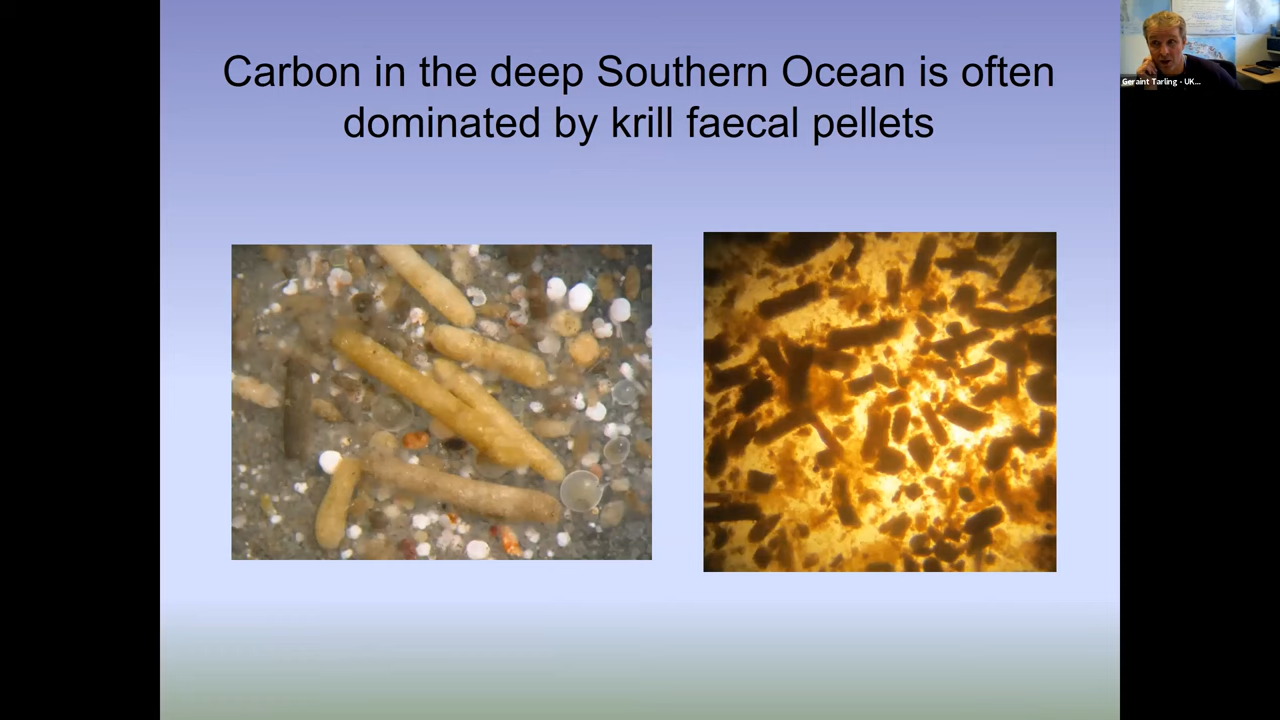 Carbon in the deep Southern Ocean is often
dominated by krill faecal pellets
Geraint Tarling - UK...